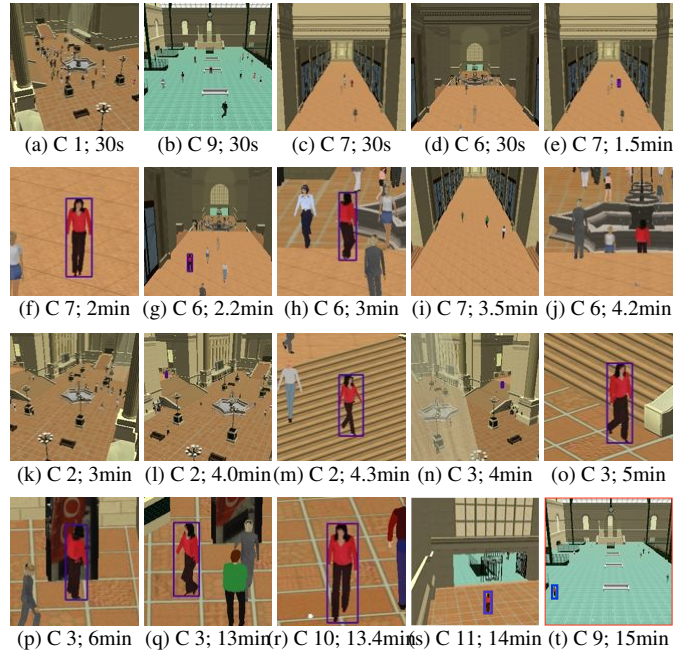 (a) C 1; 30s (b) C 9; 30s (c) C 7; 30s (d) C 6; 30s (e) C 7; 1.5min
(f) C 7; 2min (g) C 6; 2.2min (h) C 6; 3min (i) C 7; 3.5min (j) C 6; 4.2min
(k) C 2; 3min (l) C 2; 4.0min (m) C 2; 4.3min (n) C 3; 4min (o) C 3; 5min
(p) C 3; 6min (q) C 3; 13min (r) C 10; 13.4min (s) C 11; 14min (t) C 9; 15min